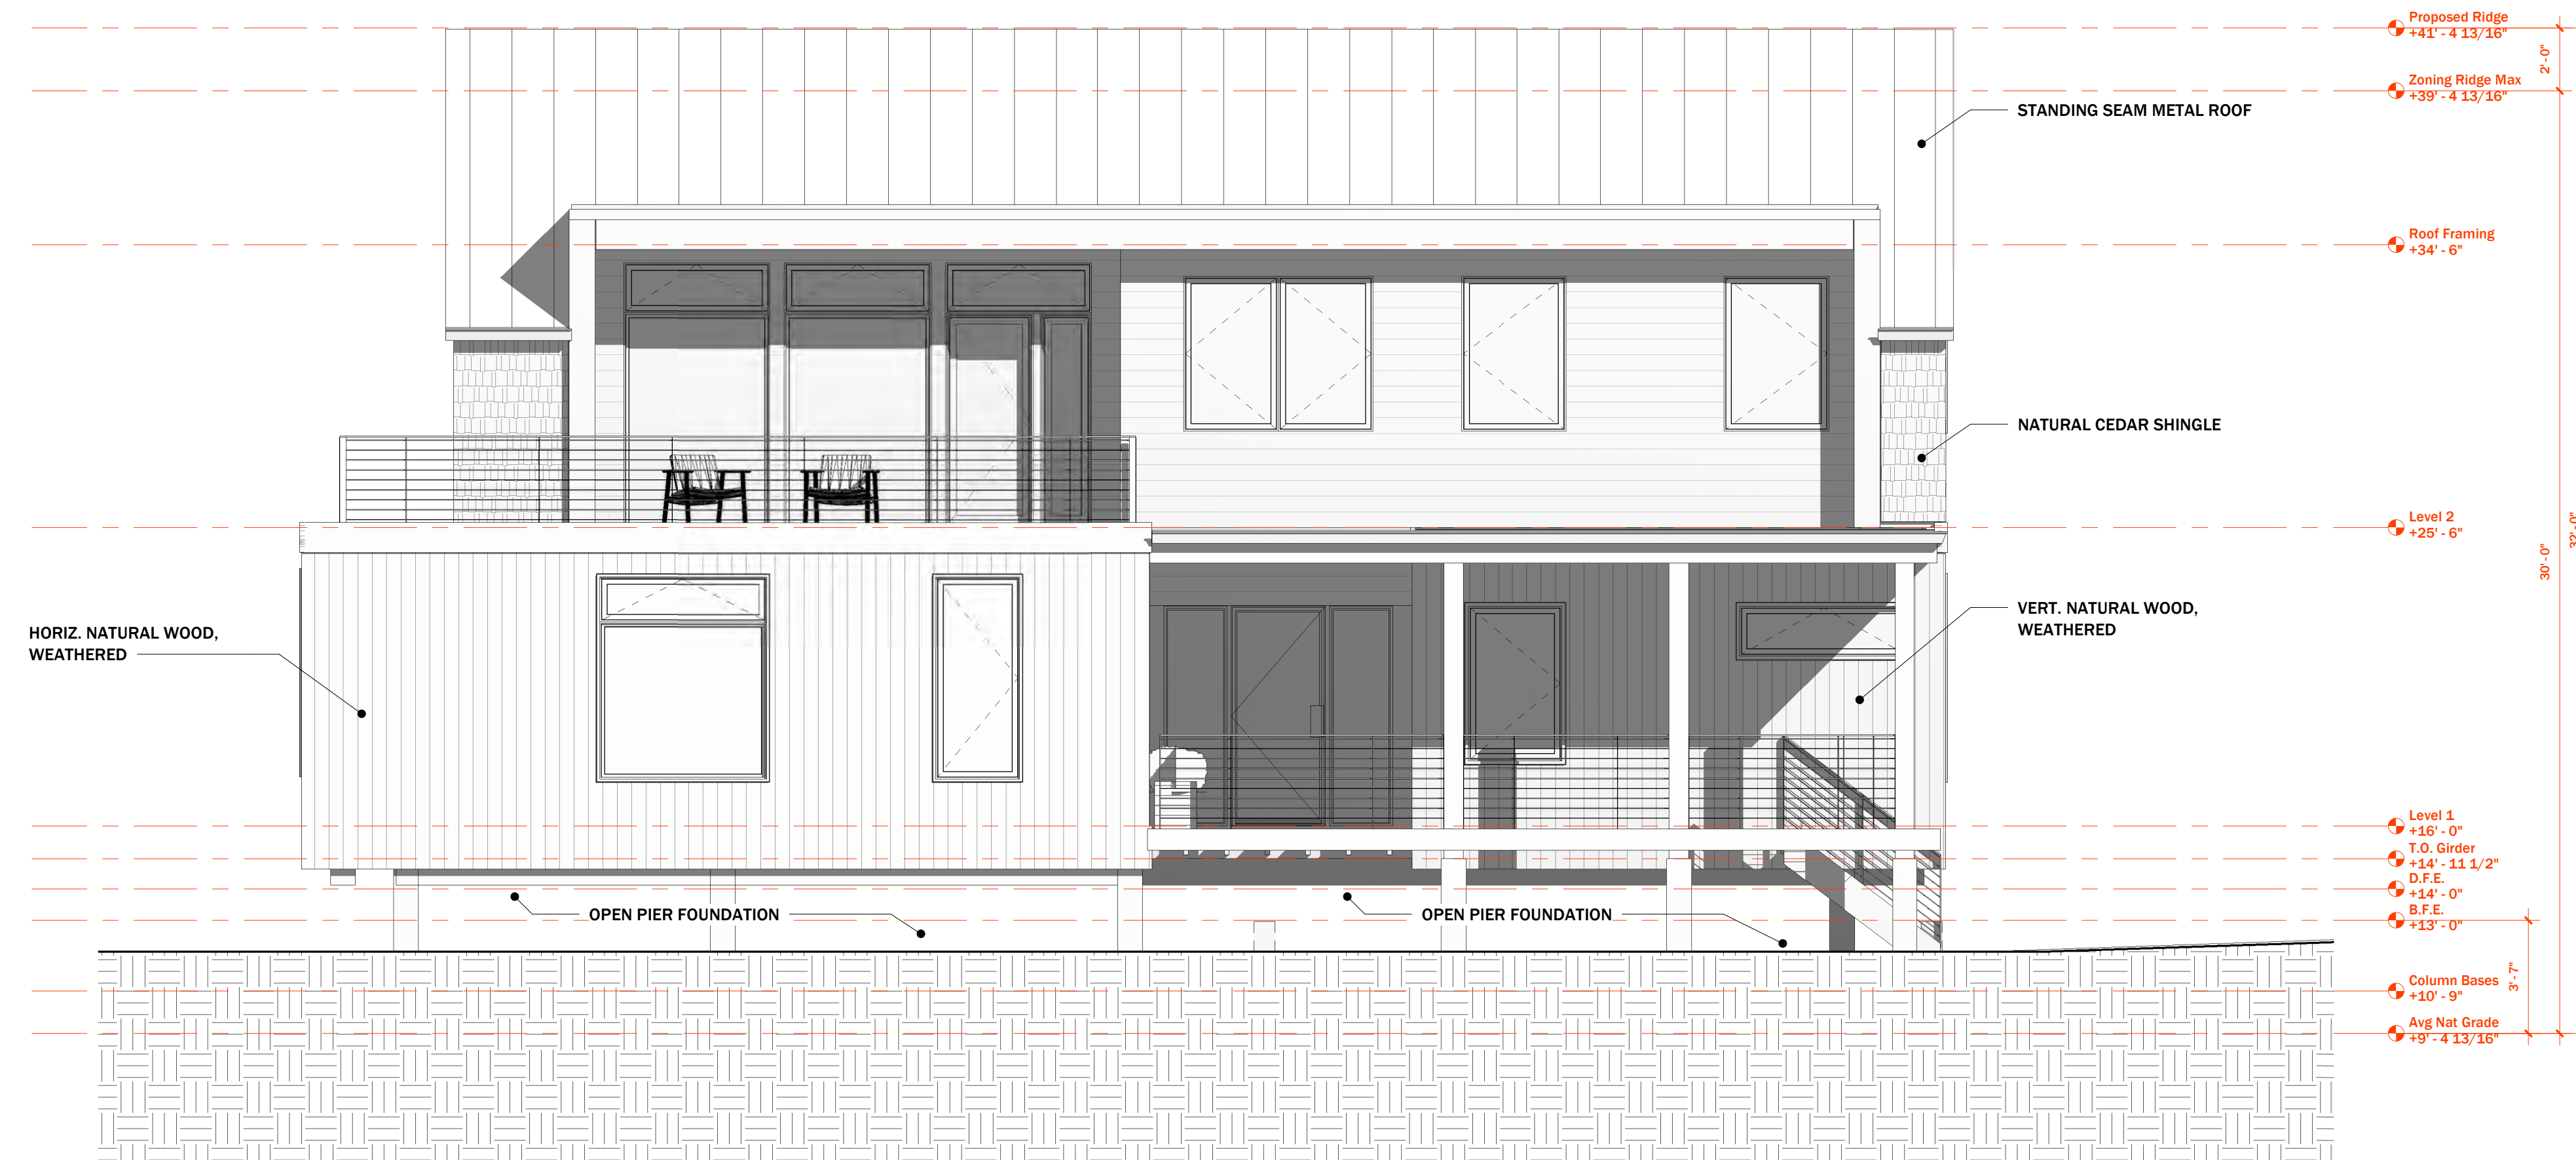 Proposed Ridge
+41' - 4 13/16"
2' - 0"
Zoning Ridge Max
+39' - 4 13/16"
STANDING SEAM METAL ROOF
Roof Framing
+34' - 6"
NATURAL CEDAR SHINGLE
Level 2
+25' - 6"
32' - 0"
30' - 0"
HORIZ. NATURAL WOOD,
WEATHERED
VERT. NATURAL WOOD,
WEATHERED
Level 1
+16' - 0"
T.O. Girder
+14' - 11 1/2"
D.F.E.
+14' - 0"
OPEN PIER FOUNDATION
OPEN PIER FOUNDATION
B.F.E.
+13' - 0"
3' - 7"
Column Bases
+10' - 9"
Avg Nat Grade
+9' - 4 13/16"